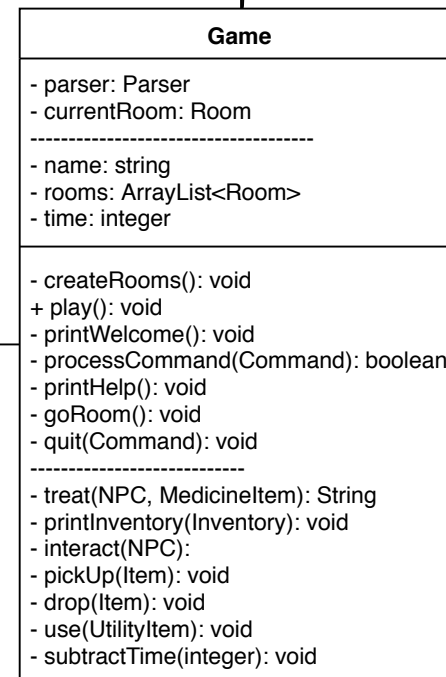 Game
- parser: Parser
- currentRoom: Room
-------------------------------------
- name: string
- rooms: ArrayList<Room>
- time: integer
- createRooms(): void
+ play(): void
- printWelcome(): void
- processCommand(Command): boolean
- printHelp(): void
- goRoom(): void
- quit(Command): void
----------------------------
- treat(NPC, MedicineItem): String
- printInventory(Inventory): void
- interact(NPC):
- pickUp(Item): void
- drop(Item): void
- use(UtilityItem): void
- subtractTime(integer): void